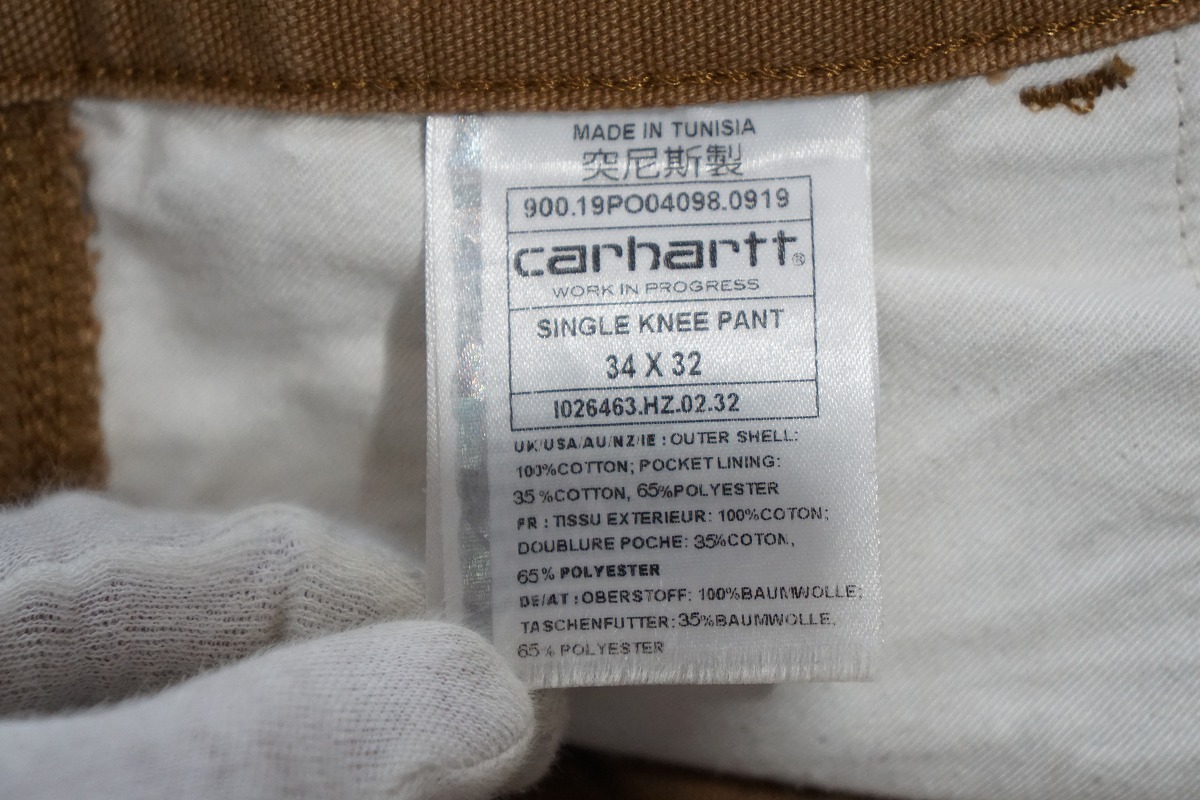 MADE IN TUNISIA
突尼斯製
900.19PO04098.0919
carhartt®
WORK IN PROGRESS
SINGLE KNEE PANT
34 X 32
I026463.HZ.02.32
UK/USA/AU/NZ/IE : OUTER SHELL:
100%COTTON; POCKET LINING:
35%COTTON, 65%POLYESTER
FR : TISSU EXTERIEUR: 100%COTON;
DOUBLURE POCHE: 35%COTON,
65% POLYESTER
DE/AT : OBERSTOFF: 100%BAUMWOLLE;
TASCHENFUTTER: 35%BAUMWOLLE,
65% POLYESTER